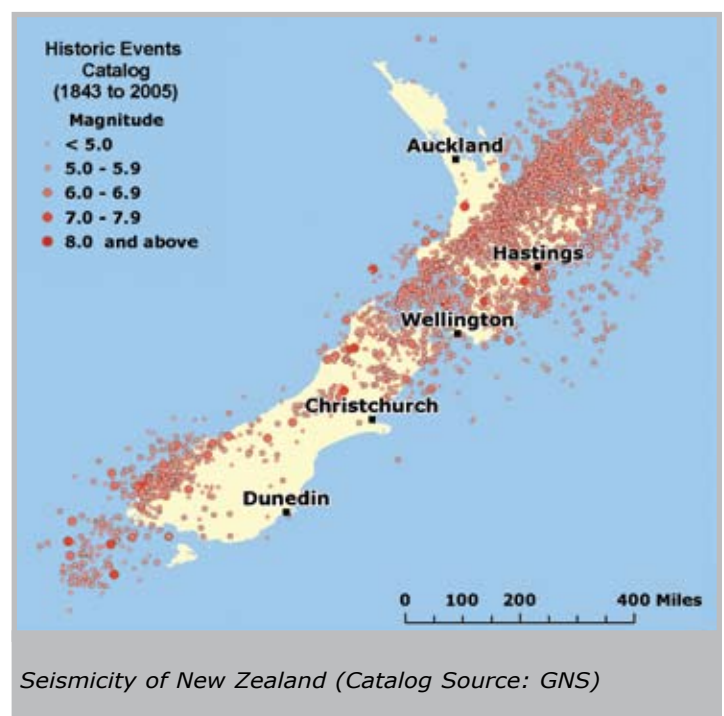 Historic Events
Catalog
(1843 to 2005)
Magnitude
< 5.0
5.0 - 5.9
6.0 - 6.9
7.0 - 7.9
8.0 and above
Auckland
Hastings
Wellington
Christchurch
Dunedin
0 100 200 400 Miles
Seismicity of New Zealand (Catalog Source: GNS)